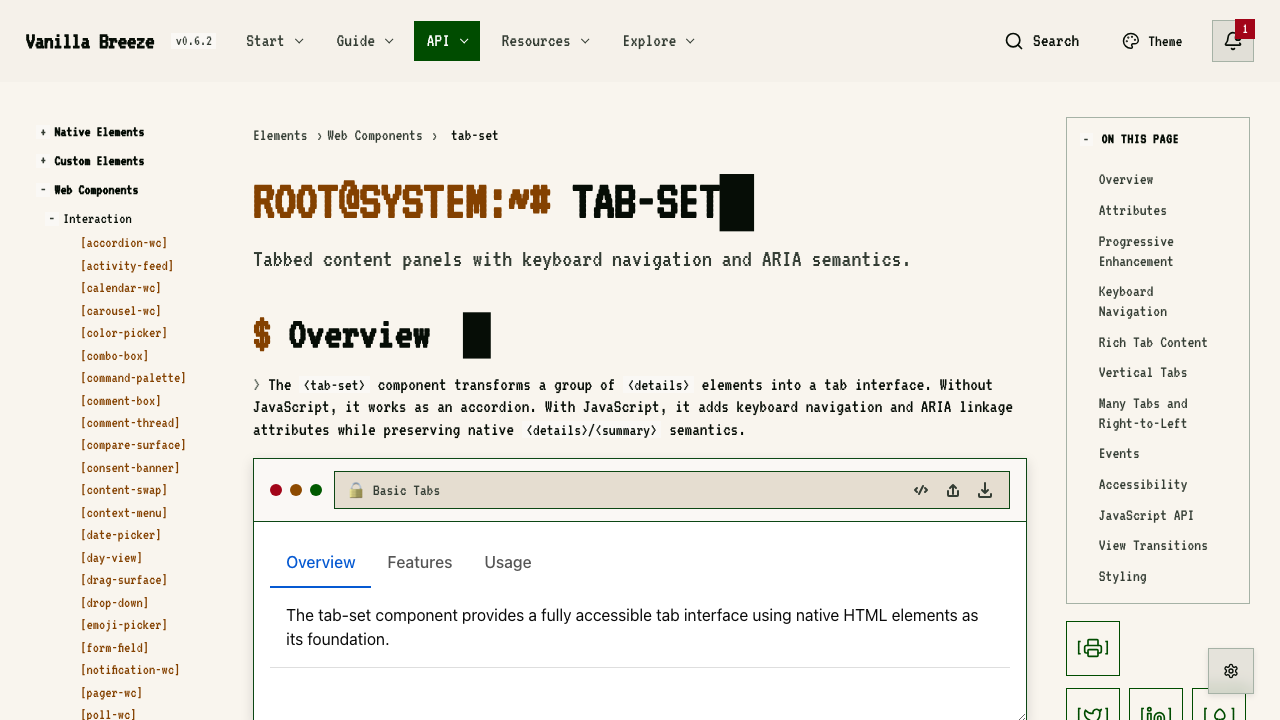 Vanilla Breeze v0.6.2 Start Guide API Resources Explore Search Theme 1
+ Native Elements
+ Custom Elements
- Web Components
- Interaction
[accordion-wc]
[activity-feed]
[calendar-wc]
[carousel-wc]
[color-picker]
[combo-box]
[command-palette]
[comment-box]
[comment-thread]
[compare-surface]
[consent-banner]
[content-swap]
[context-menu]
[date-picker]
[day-view]
[drag-surface]
[drop-down]
[emoji-picker]
[form-field]
[notification-wc]
[pager-wc]
[poll-wc]
Elements › Web Components › tab-set
ROOT@SYSTEM:~# TAB-SET
Tabbed content panels with keyboard navigation and ARIA semantics.
$ Overview
> The <tab-set> component transforms a group of <details> elements into a tab interface. Without
JavaScript, it works as an accordion. With JavaScript, it adds keyboard navigation and ARIA linkage
attributes while preserving native <details>/<summary> semantics.
Basic Tabs
Overview Features Usage
The tab-set component provides a fully accessible tab interface using native HTML elements as
its foundation.
- ON THIS PAGE
Overview
Attributes
Progressive
Enhancement
Keyboard
Navigation
Rich Tab Content
Vertical Tabs
Many Tabs and
Right-to-Left
Events
Accessibility
JavaScript API
View Transitions
Styling